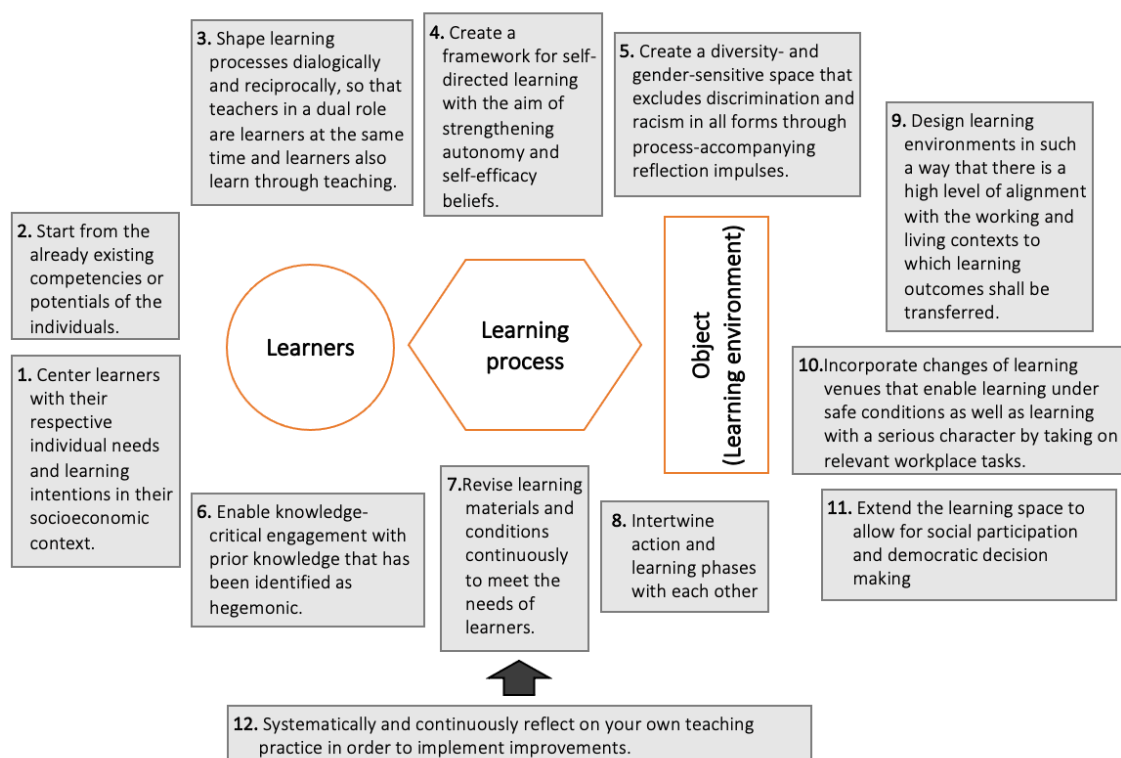 3. Shape learning
processes dialogically
and reciprocally, so that
teachers in a dual role
are learners at the same
time and learners also
learn through teaching.
4. Create a
framework for self-
directed learning
with the aim of
strengthening
autonomy and
self-efficacy
beliefs.
5. Create a diversity- and
gender-sensitive space that
excludes discrimination and
racism in all forms through
process-accompanying
reflection impulses.
9. Design learning
environments in such
a way that there is a
high level of alignment
with the working and
living contexts to
which learning
outcomes shall be
transferred.
2. Start from the
already existing
competencies or
potentials of the
individuals.
Learners
Learning
process
Object
(Learning environment)
1. Center learners
with their
respective
individual needs
and learning
intentions in their
socioeconomic
context.
10.Incorporate changes of learning
venues that enable learning under
safe conditions as well as learning
with a serious character by taking on
relevant workplace tasks.
6. Enable knowledge-
critical engagement with
prior knowledge that has
been identified as
hegemonic.
7.Revise learning
materials and
conditions
continuously
to meet the
needs of
learners.
8. Intertwine
action and
learning phases
with each other
11. Extend the learning space to
allow for social participation
and democratic decision
making
12. Systematically and continuously reflect on your own teaching
practice in order to implement improvements.